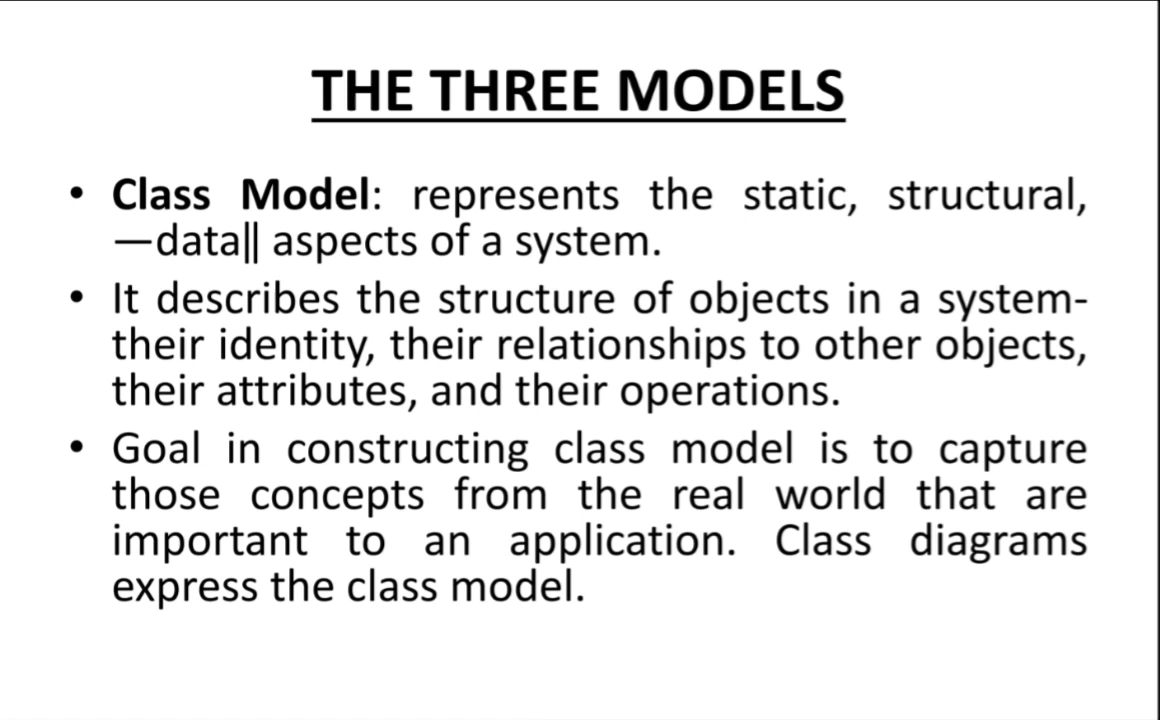 THE THREE MODELS
• Class Model: represents the static, structural,
―data‖ aspects of a system.
• It describes the structure of objects in a system-
their identity, their relationships to other objects,
their attributes, and their operations.
• Goal in constructing class model is to capture
those concepts from the real world that are
important to an application. Class diagrams
express the class model.